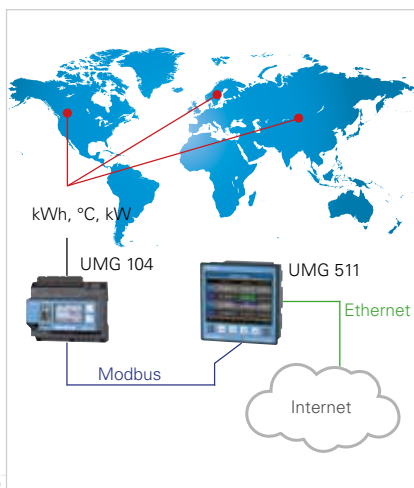 kWh, °C, kW
UMG 104
UMG 511
Ethernet
Modbus
Internet